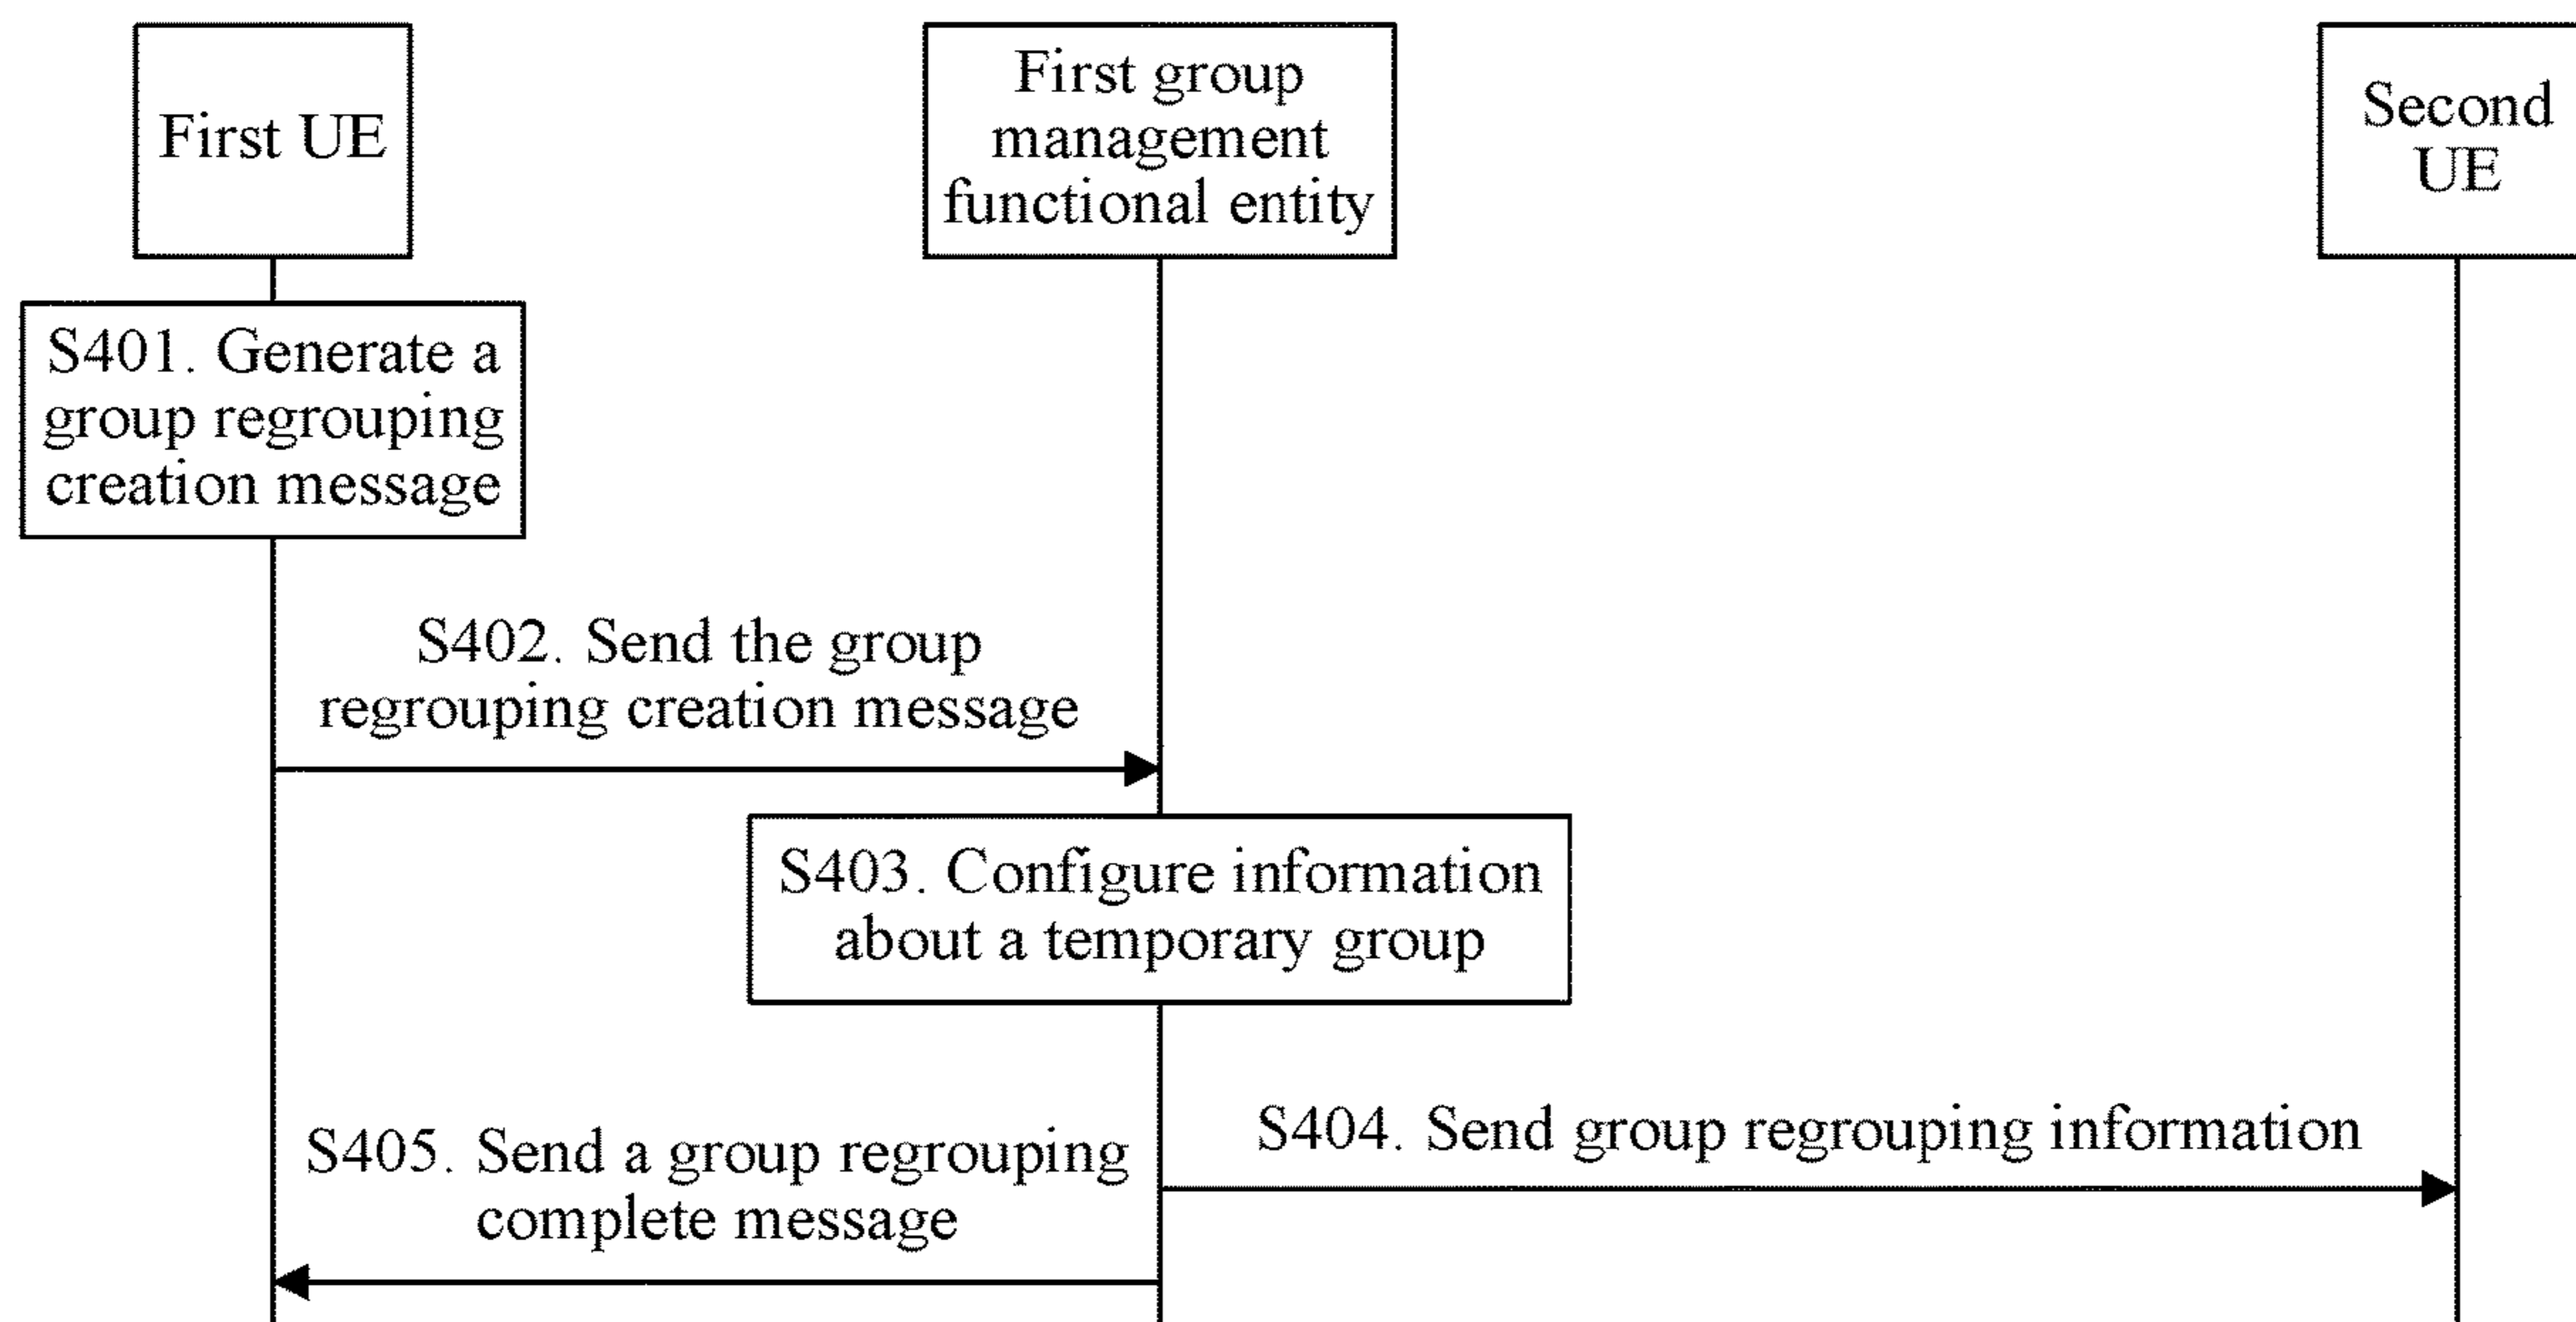 First UE
First group
management
functional entity
Second
UE
S401. Generate a
group regrouping
creation message
S402. Send the group
regrouping creation message
S403. Configure information
about a temporary group
S404. Send group regrouping information
S405. Send a group regrouping
complete message